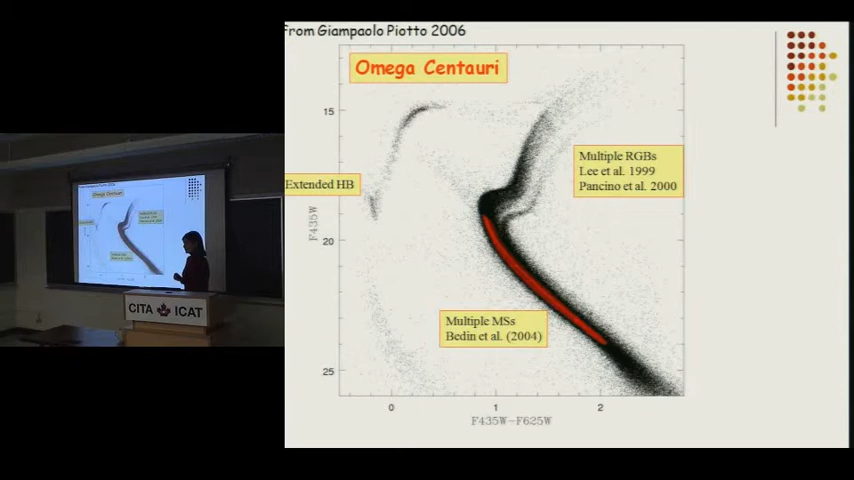 From Giampaolo Piotto 2006
Omega Centauri
15
Multiple RGBs
Lee et al. 1999
Pancino et al. 2000
Extended HB
F435W
20
Multiple MSs
Bedin et al. (2004)
25
0
1
2
F435W-F625W
CITA ICAT